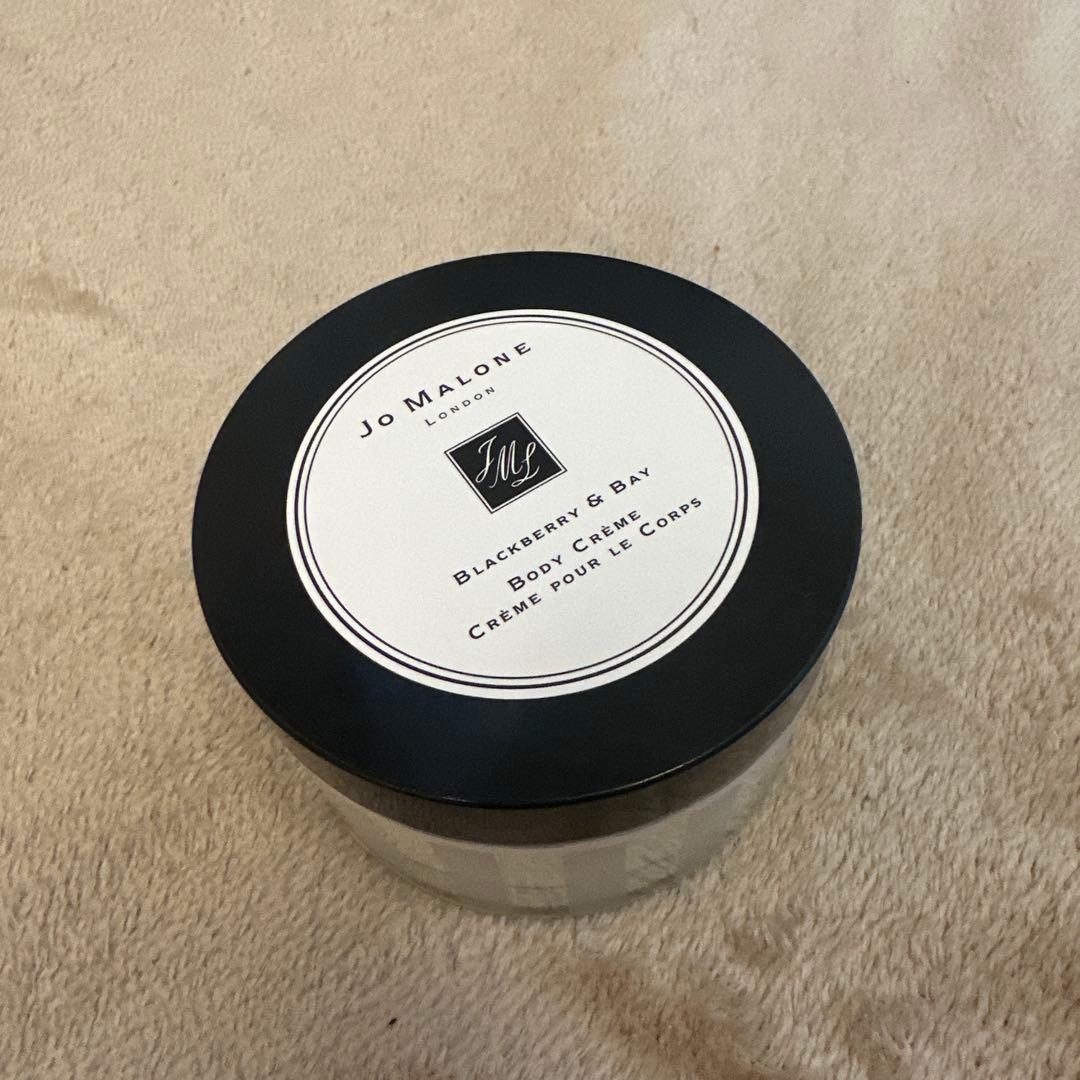 Jo Malone
London
JML
Blackberry & Bay
Body Crème
Crème pour le Corps